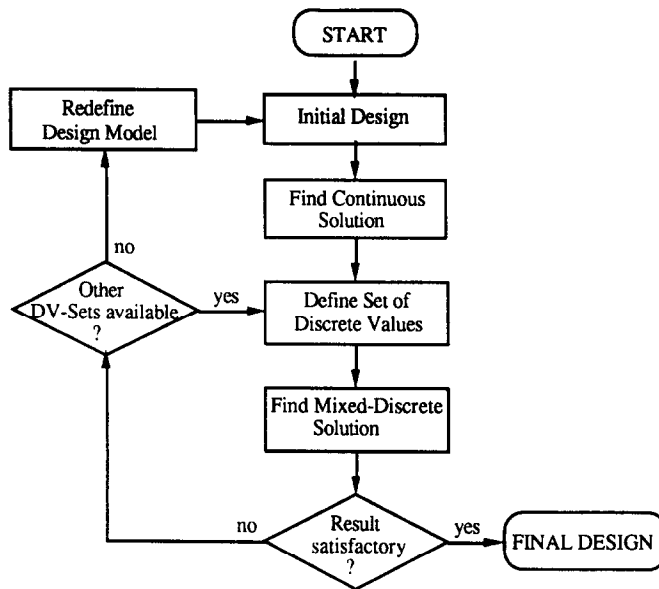 START
Redefine
Design Model
Initial Design
Find Continuous
Solution
no
Other
DV-Sets available
?
yes
Define Set of
Discrete Values
Find Mixed-Discrete
Solution
no
Result
satisfactory
?
yes
FINAL DESIGN